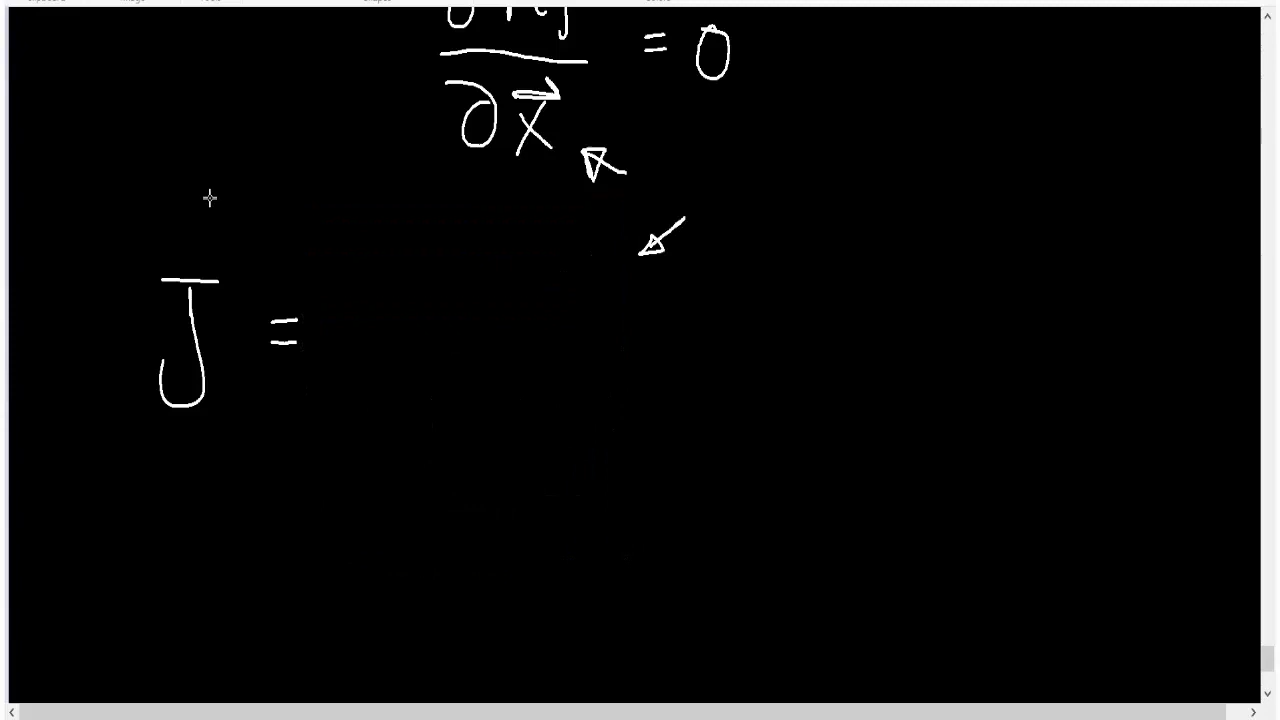 = 0
∂x⃗
J =